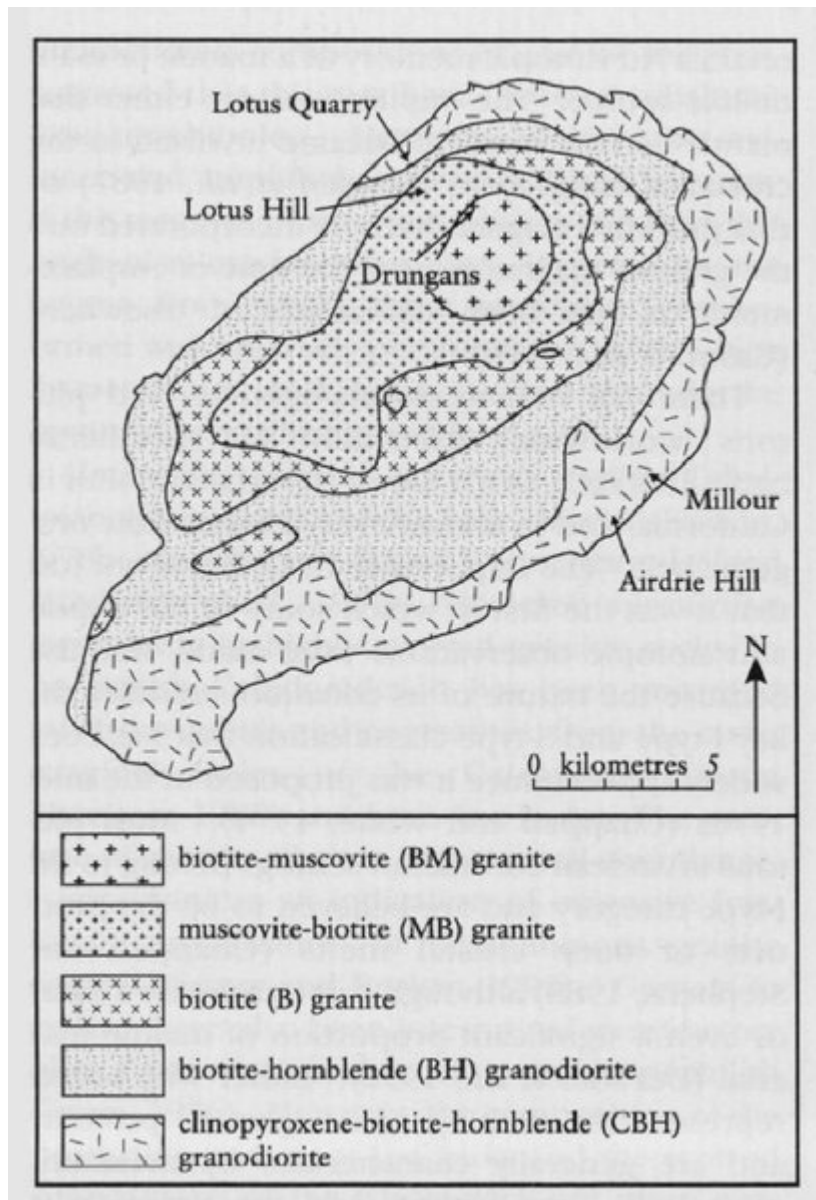 Lotus Quarry
Lotus Hill
Drungans
Millour
Airdrie Hill
N
0 kilometres 5
biotite-muscovite (BM) granite
muscovite-biotite (MB) granite
biotite (B) granite
biotite-hornblende (BH) granodiorite
clinopyroxene-biotite-hornblende (CBH)
granodiorite